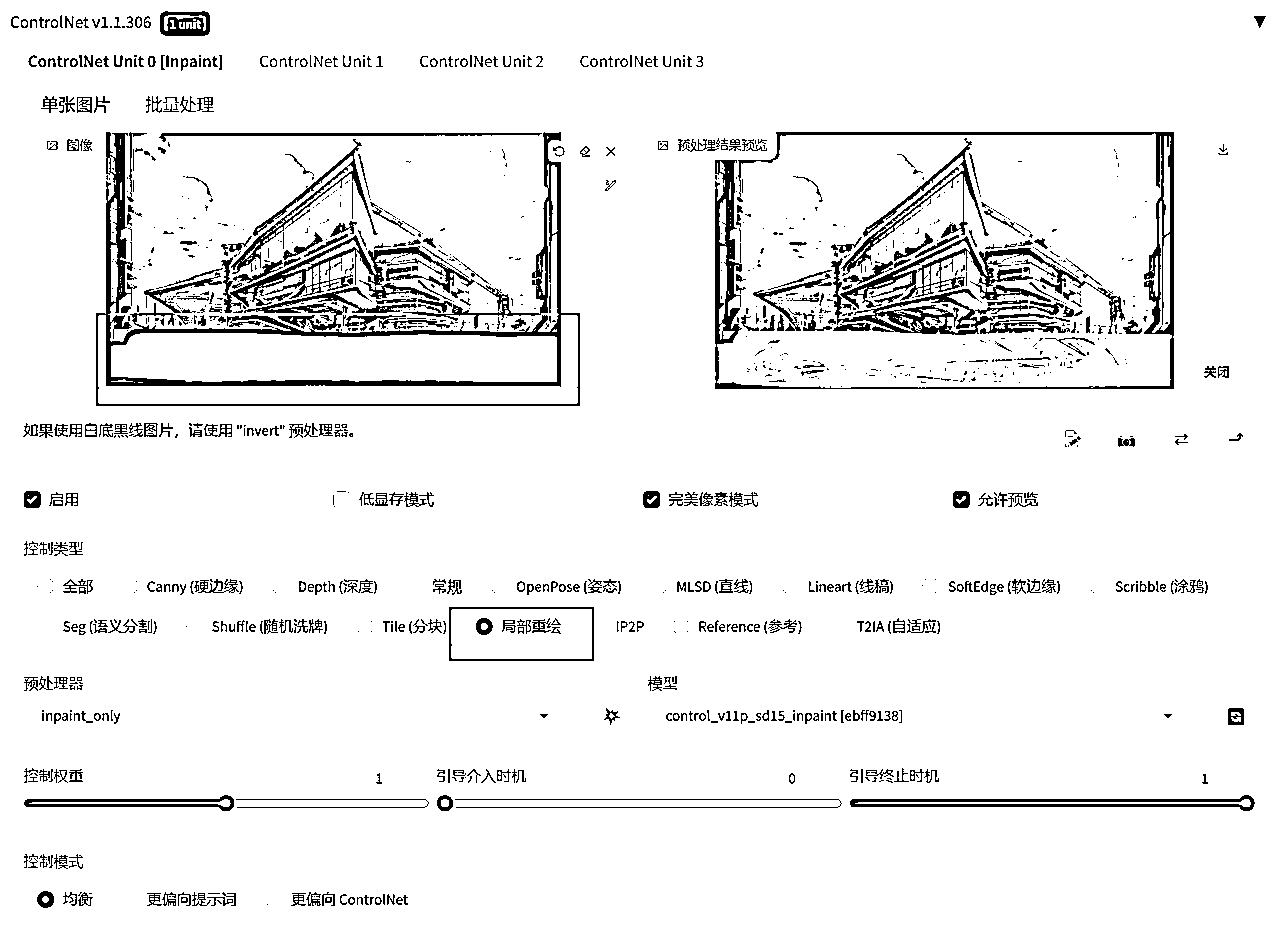 ControlNet v1.1.306 1 unit
ControlNet Unit 0 [Inpaint] ControlNet Unit 1 ControlNet Unit 2 ControlNet Unit 3
单张图片 批量处理
图像 预处理结果预览
关闭
如果使用白底黑线图片，请使用 "invert" 预处理器。
启用 低显存模式 完美像素模式 允许预览
控制类型
全部 Canny (硬边缘) Depth (深度) 常规 OpenPose (姿态) MLSD (直线) Lineart (线稿) SoftEdge (软边缘) Scribble (涂鸦)
Seg (语义分割) Shuffle (随机洗牌) Tile (分块) 局部重绘 IP2P Reference (参考) T2IA (自适应)
预处理器 模型
inpaint_only control_v11p_sd15_inpaint [ebff9138]
控制权重 1 引导介入时机 0 引导终止时机 1
控制模式
均衡 更偏向提示词 更偏向 ControlNet